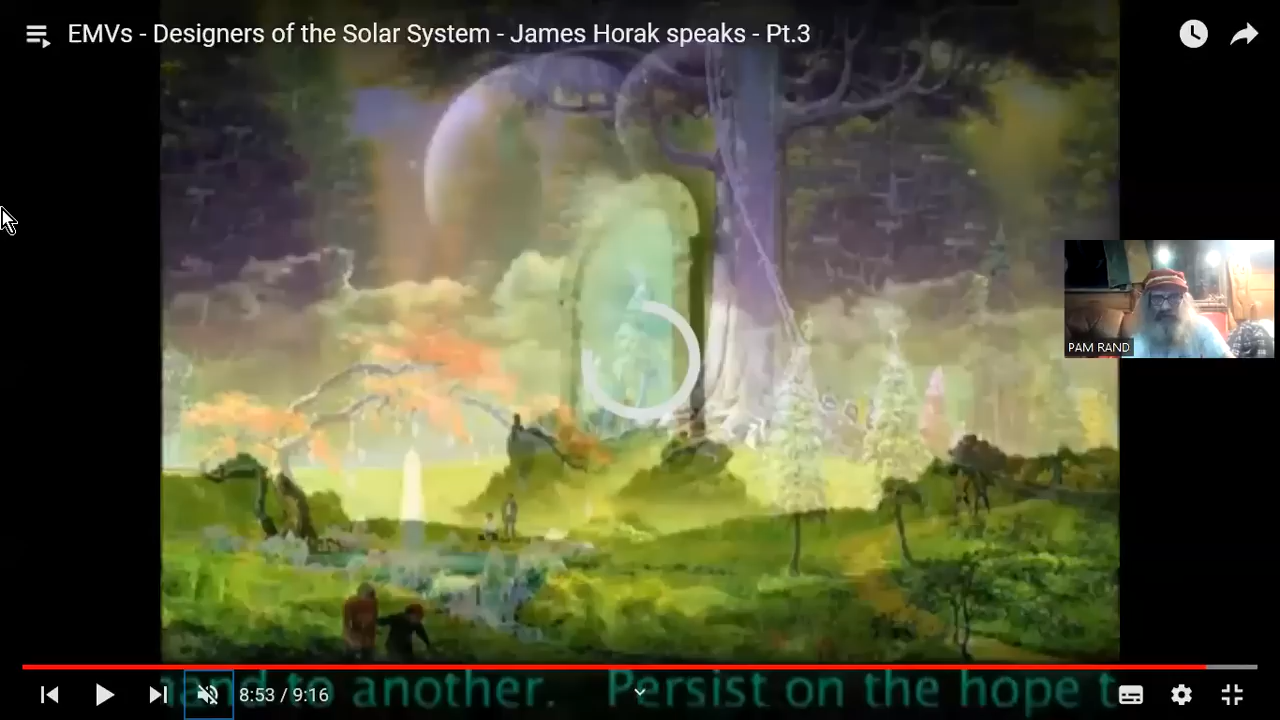 EMVs - Designers of the Solar System - James Horak speaks - Pt.3
PAM RAND
8:53 / 9:16
to another. Persist on the hope